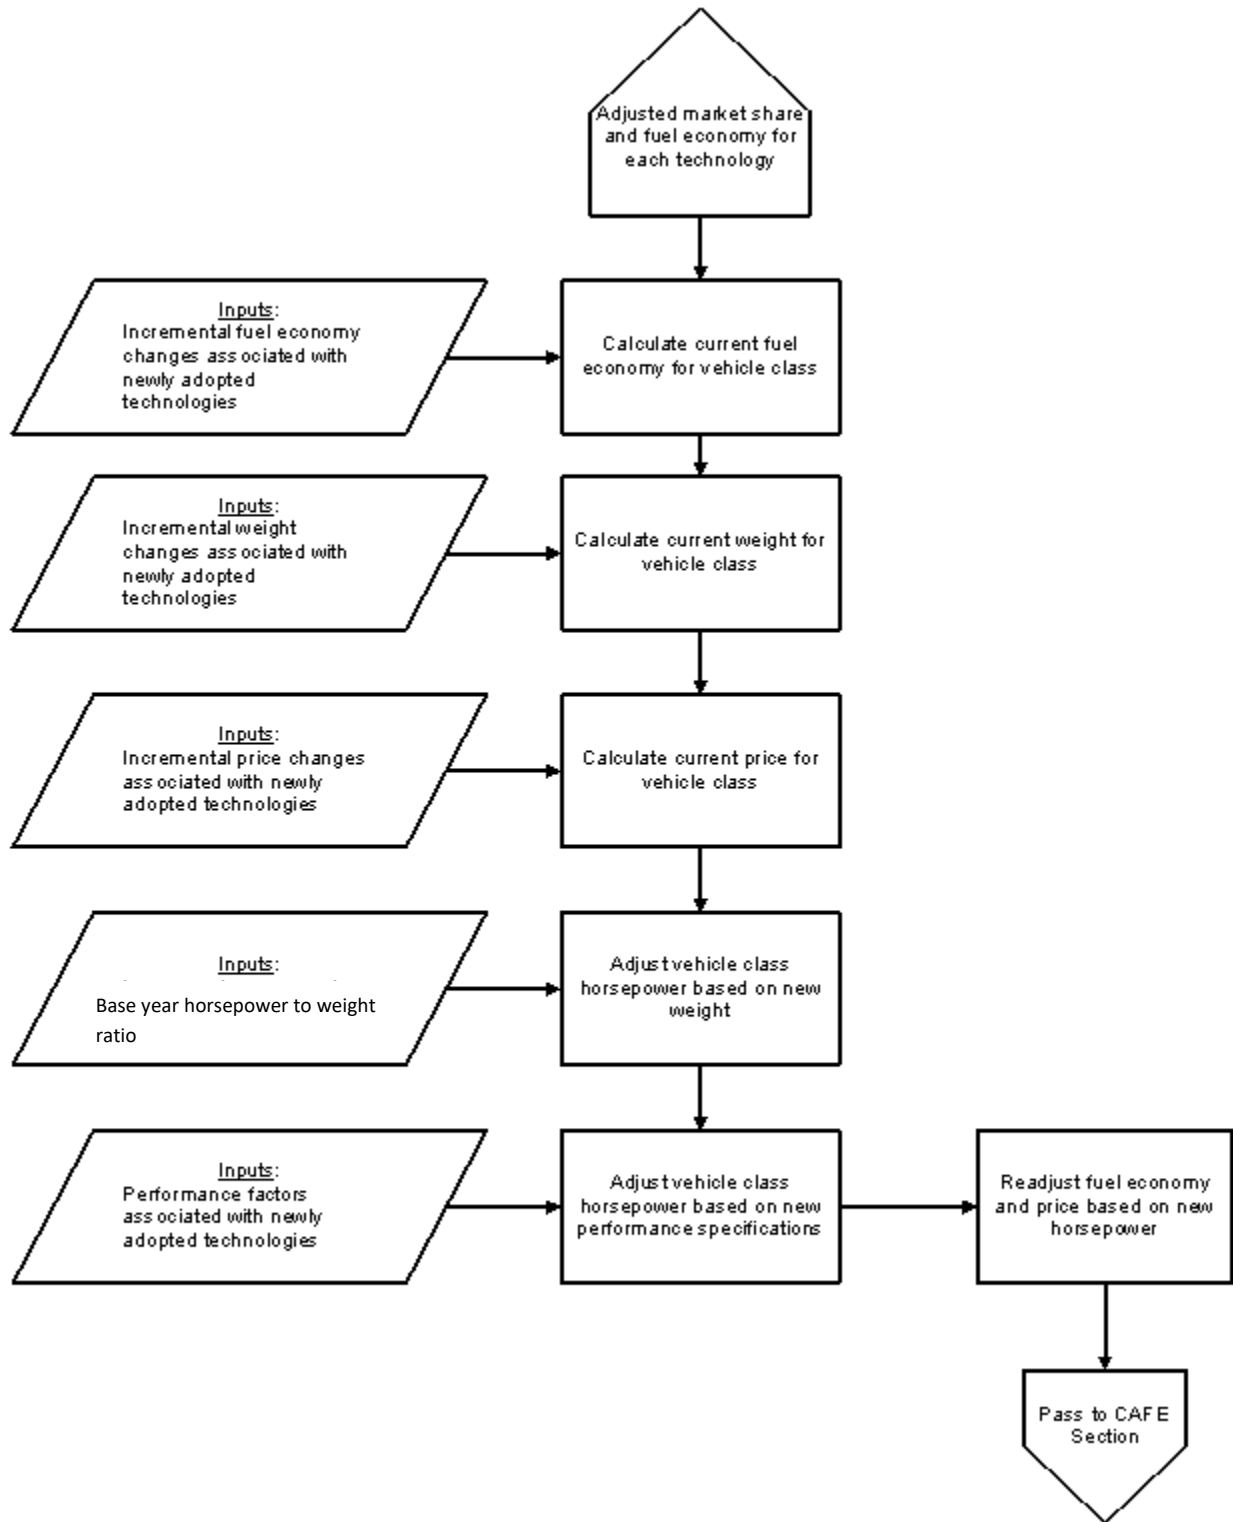 Adjusted market share
and fuel economy for
each technology
Inputs:
Incremental fuel economy
changes associated with
newly adopted
technologies
Calculate current fuel
economy for vehicle class
Inputs:
Incremental weight
changes associated with
newly adopted
technologies
Calculate current weight for
vehicle class
Inputs:
Incremental price changes
associated with newly
adopted technologies
Calculate current price for
vehicle class
Inputs:
Base year horsepower to weight
ratio
Adjust vehicle class
horsepower based on new
weight
Inputs:
Performance factors
associated with newly
adopted technologies
Adjust vehicle class
horsepower based on new
performance specifications
Readjust fuel economy
and price based on new
horsepower
Pass to CAFE
Section